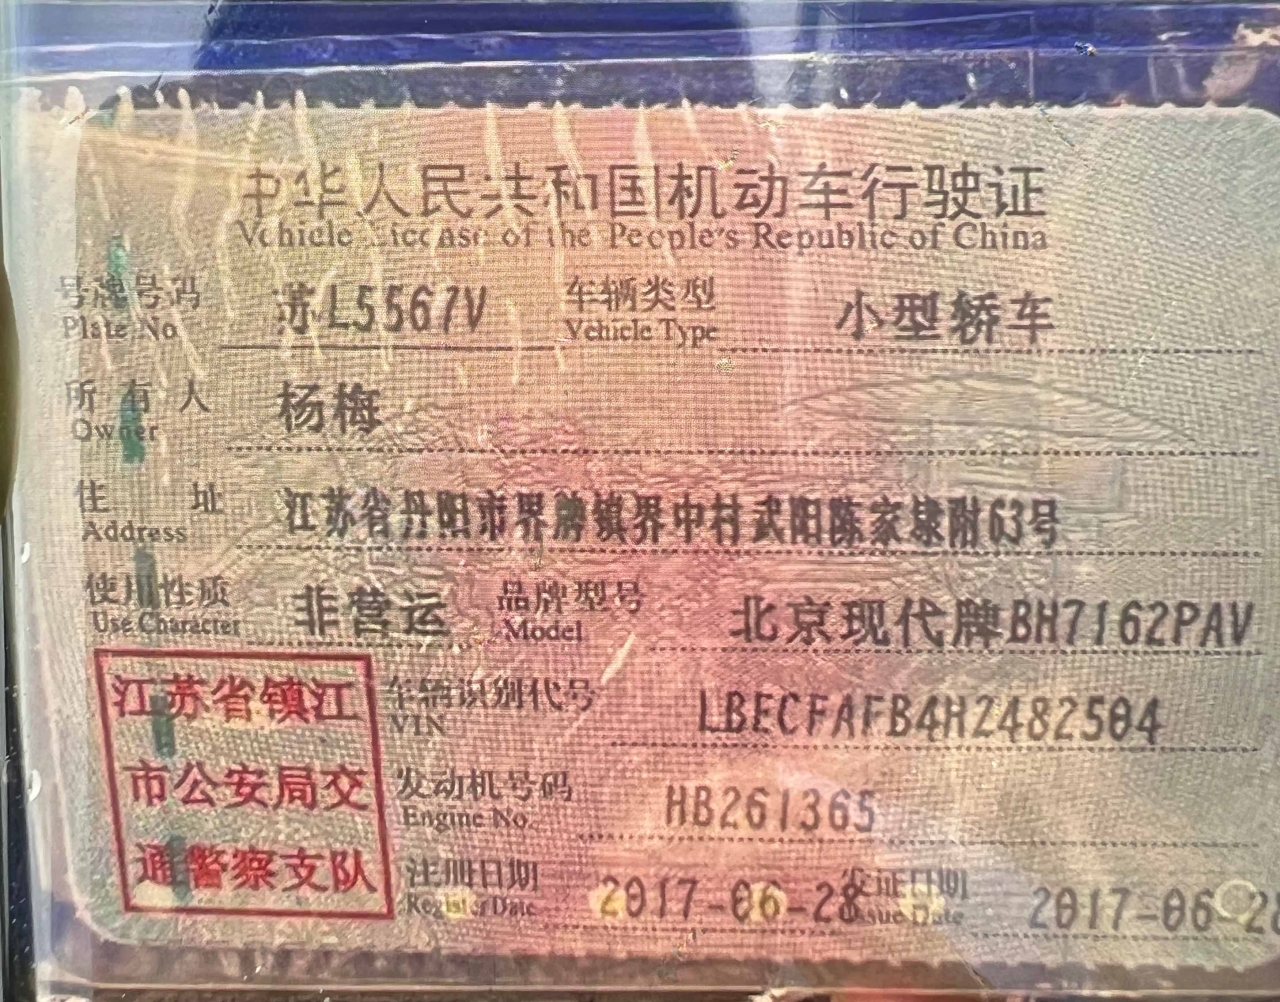 中华人民共和国机动车行驶证
Vehicle License of the People's Republic of China
号牌号码 苏L5567V 车辆类型 小型轿车
Plate No. Vehicle Type
所有人 杨梅
Owner
住址 江苏省丹阳市界牌镇界中村武阳陈家埭附63号
Address
使用性质 非营运 品牌型号 北京现代牌BH7162PAV
Use Character Model
车辆识别代号 LBECFAFB4H2482504
VIN
发动机号码 HB261365
Engine No.
注册日期 2017-06-28 发证日期 2017-06-28
Register Date Issue Date
江苏省镇江
市公安局交
通警察支队